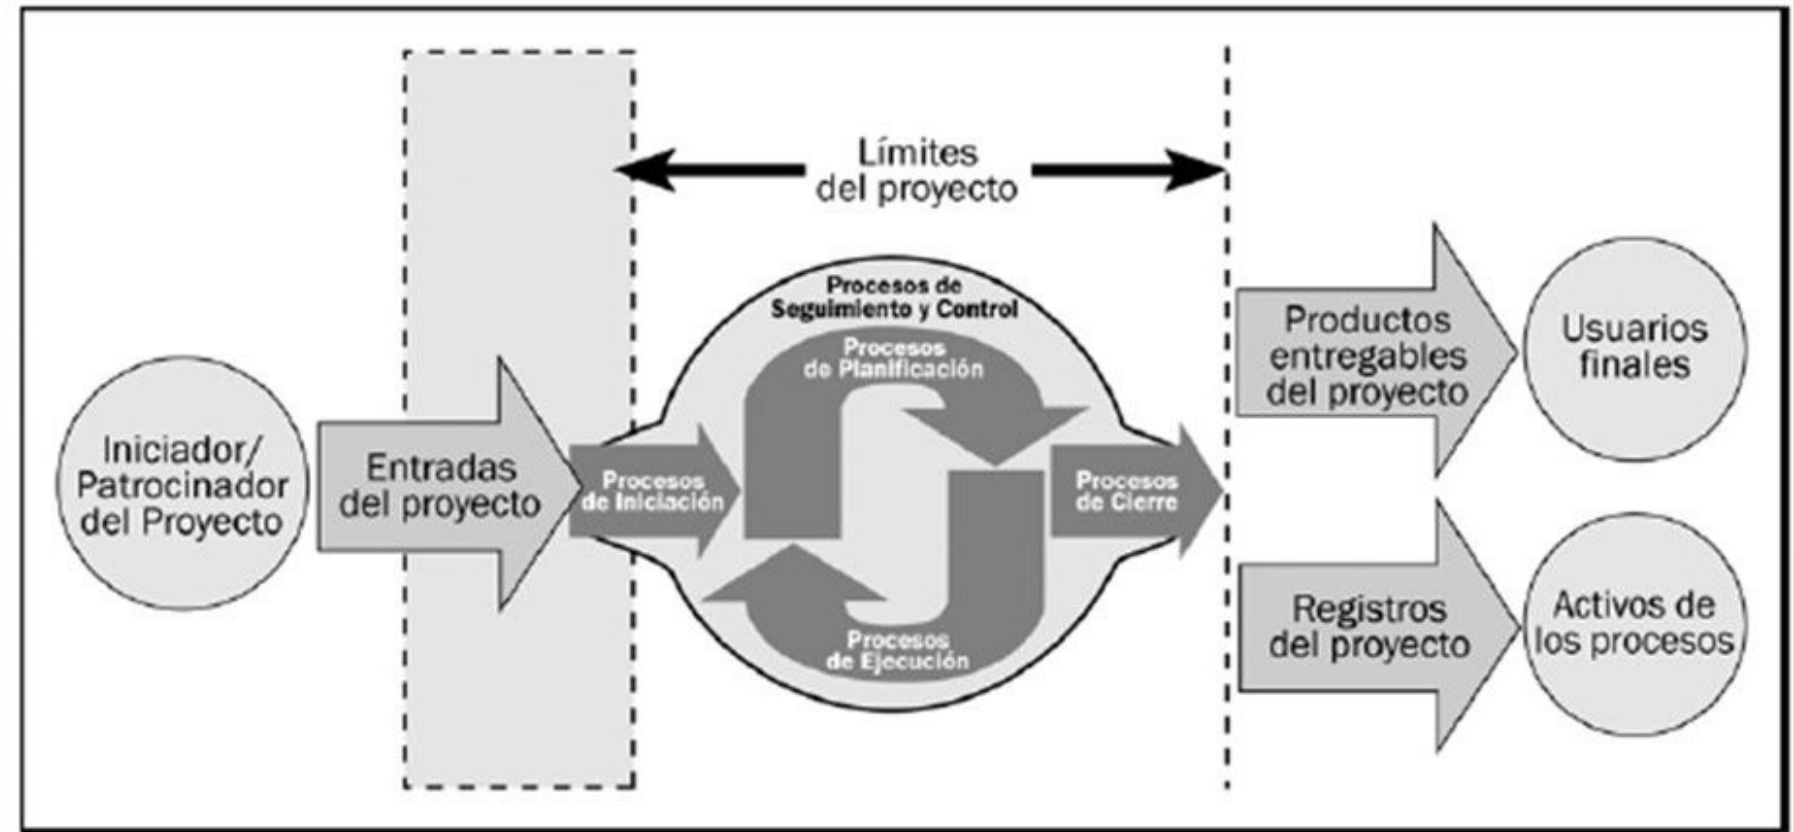 Límites
del proyecto
Procesos de
Seguimiento y Control
Procesos
de Planificación
Iniciador/
Patrocinador
del Proyecto
Entradas
del proyecto
Procesos
de Iniciación
Procesos
de Cierre
Procesos
de Ejecución
Productos
entregables
del proyecto
Usuarios
finales
Registros
del proyecto
Activos de
los procesos